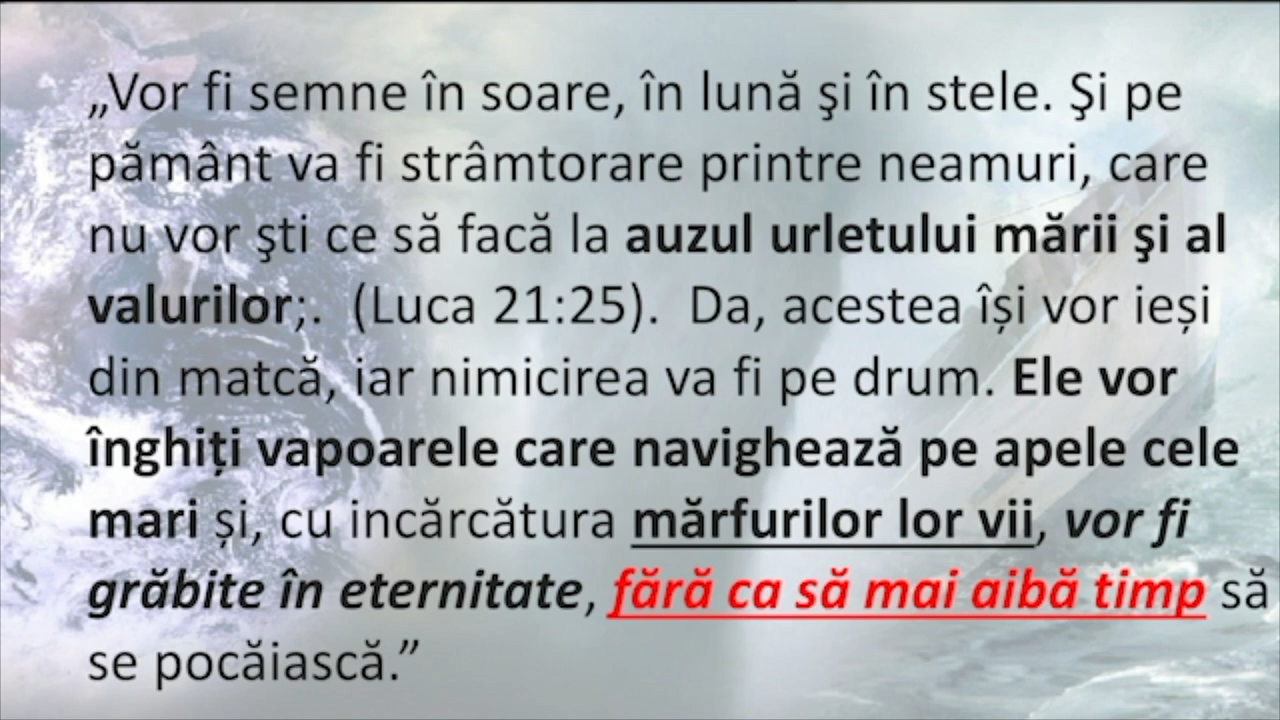 „Vor fi semne în soare, în lună şi în stele. Şi pe
pământ va fi strâmtorare printre neamuri, care
nu vor şti ce să facă la auzul urletului mării şi al
valurilor;.  (Luca 21:25).  Da, acestea își vor ieși
din matcă, iar nimicirea va fi pe drum. Ele vor
înghiți vapoarele care navighează pe apele cele
mari și, cu incărcătura mărfurilor lor vii, vor fi
grăbite în eternitate, fără ca să mai aibă timp să
se pocăiască.”